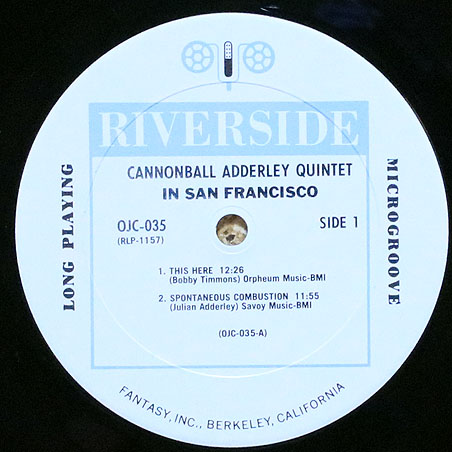 RIVERSIDE
CANNONBALL ADDERLEY QUINTET
IN SAN FRANCISCO
LONG PLAYING
MICROGROOVE
OJC-035
(RLP-1157)
SIDE 1
1. THIS HERE 12:26
(Bobby Timmons) Orpheum Music-BMI
2. SPONTANEOUS COMBUSTION 11:55
(Julian Adderley) Savoy Music-BMI
(OJC-035-A)
FANTASY, INC., BERKELEY, CALIFORNIA